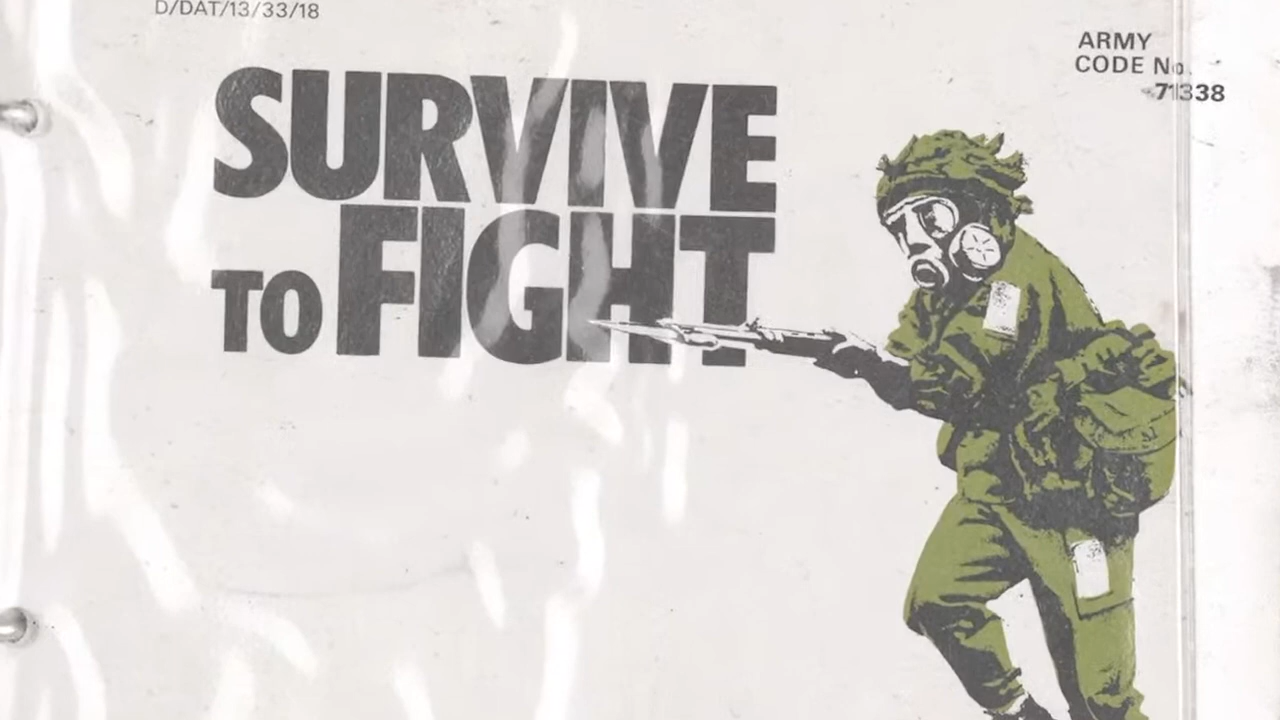 D/DAT/13/33/18
ARMY
CODE No.
71338
SURVIVE
TO FIGHT